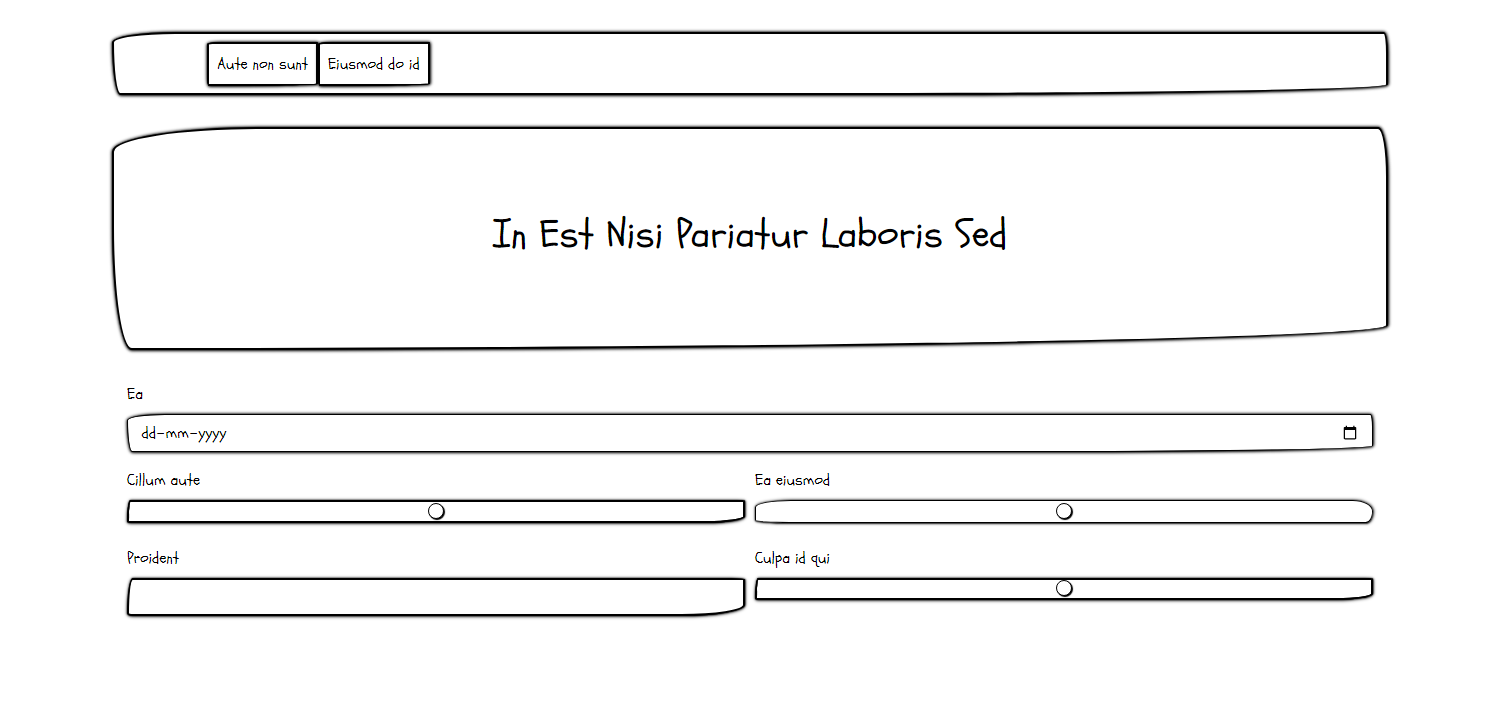 Aute non sunt Eiusmod do id
In Est Nisi Pariatur Laboris Sed
Ea
dd-mm-yyyy
Cillum aute Ea eiusmod
Proident Culpa id qui